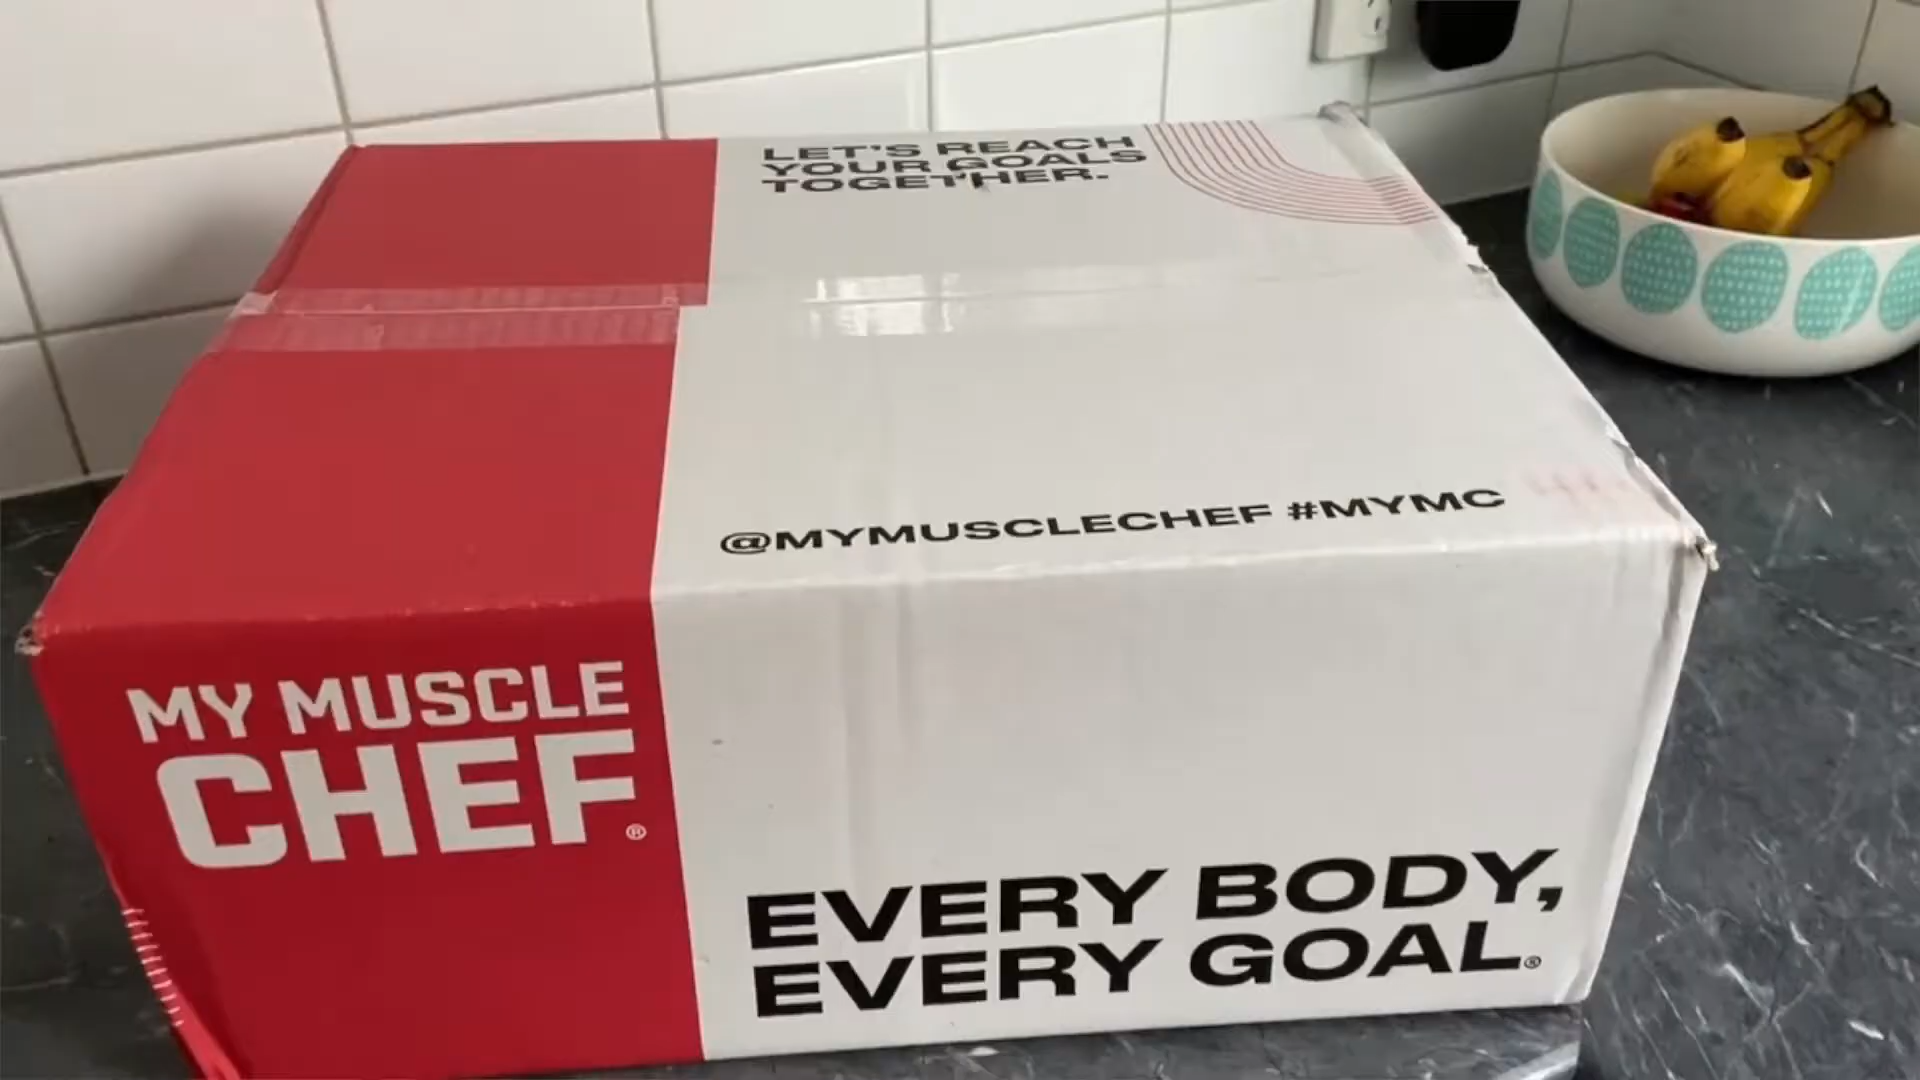 LET'S REACH
YOUR GOALS
TOGETHER.
@MYMUSCLECHEF #MYMC
MY MUSCLE
CHEF®
EVERY BODY,
EVERY GOAL®